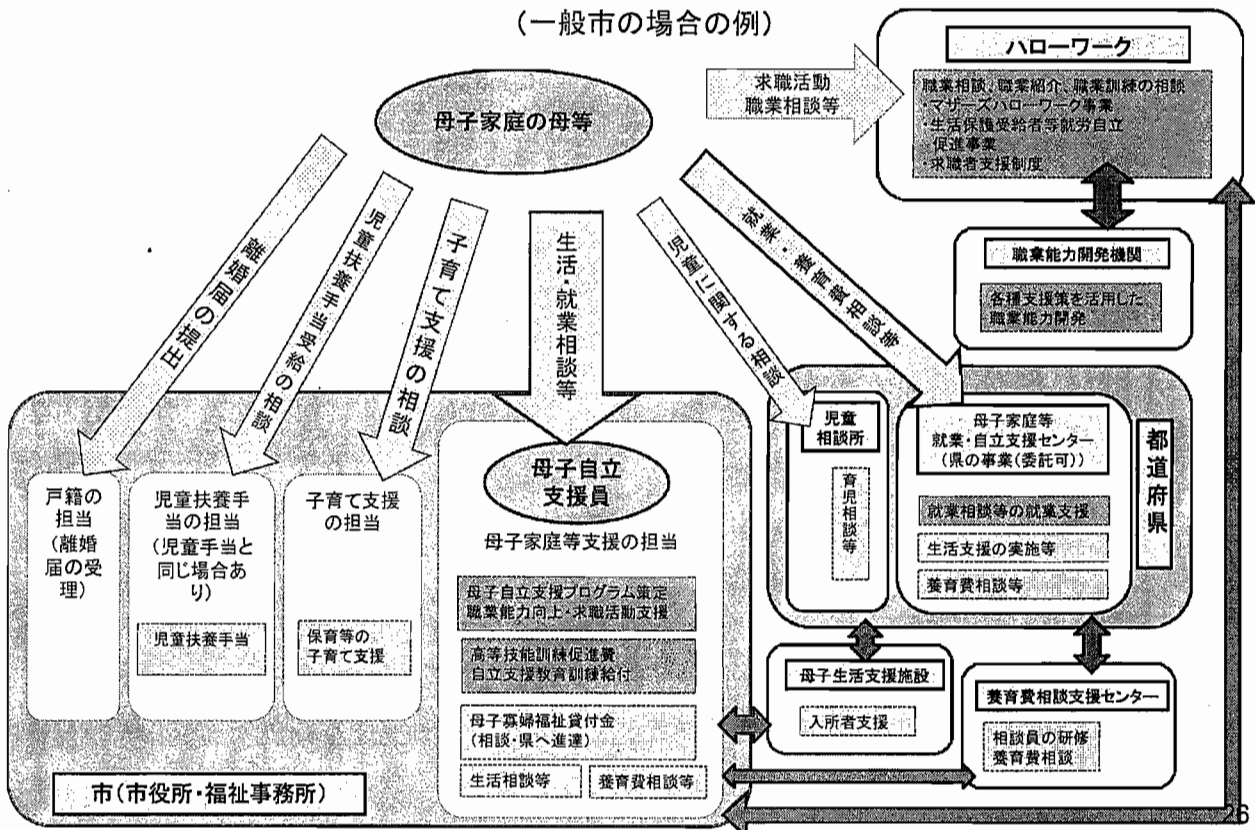 (一般市の場合の例)
母子家庭の母等
求職活動
職業相談等
ハローワーク
職業相談、職業紹介、職業訓練の相談
・マザーズハローワーク事業
・生活保護受給者等就労自立
促進事業
・求職者支援制度
職業能力開発機関
各種支援策を活用した
職業能力開発
離婚届の提出
児童扶養手当受給の相談
子育て支援の相談
生活・就業相談等
児童に関する相談
就業・養育費相談等
戸籍の
担当
(離婚
届の受
理)
児童扶養手
当の担当
(児童手当と
同じ場合あ
り)
児童扶養手当
子育て支援
の担当
保育等の
子育て支援
母子自立
支援員
母子家庭等支援の担当
母子自立支援プログラム策定
職業能力向上・求職活動支援
高等技能訓練促進費
自立支援教育訓練給付
母子寡婦福祉貸付金
(相談・県へ進達)
生活相談等
養育費相談等
市(市役所・福祉事務所)
児童
相談所
育児相談等
母子家庭等
就業・自立支援センター
(県の事業(委託可))
就業相談等の就業支援
生活支援の実施等
養育費相談等
都道府県
母子生活支援施設
入所者支援
養育費相談支援センター
相談員の研修
養育費相談
26